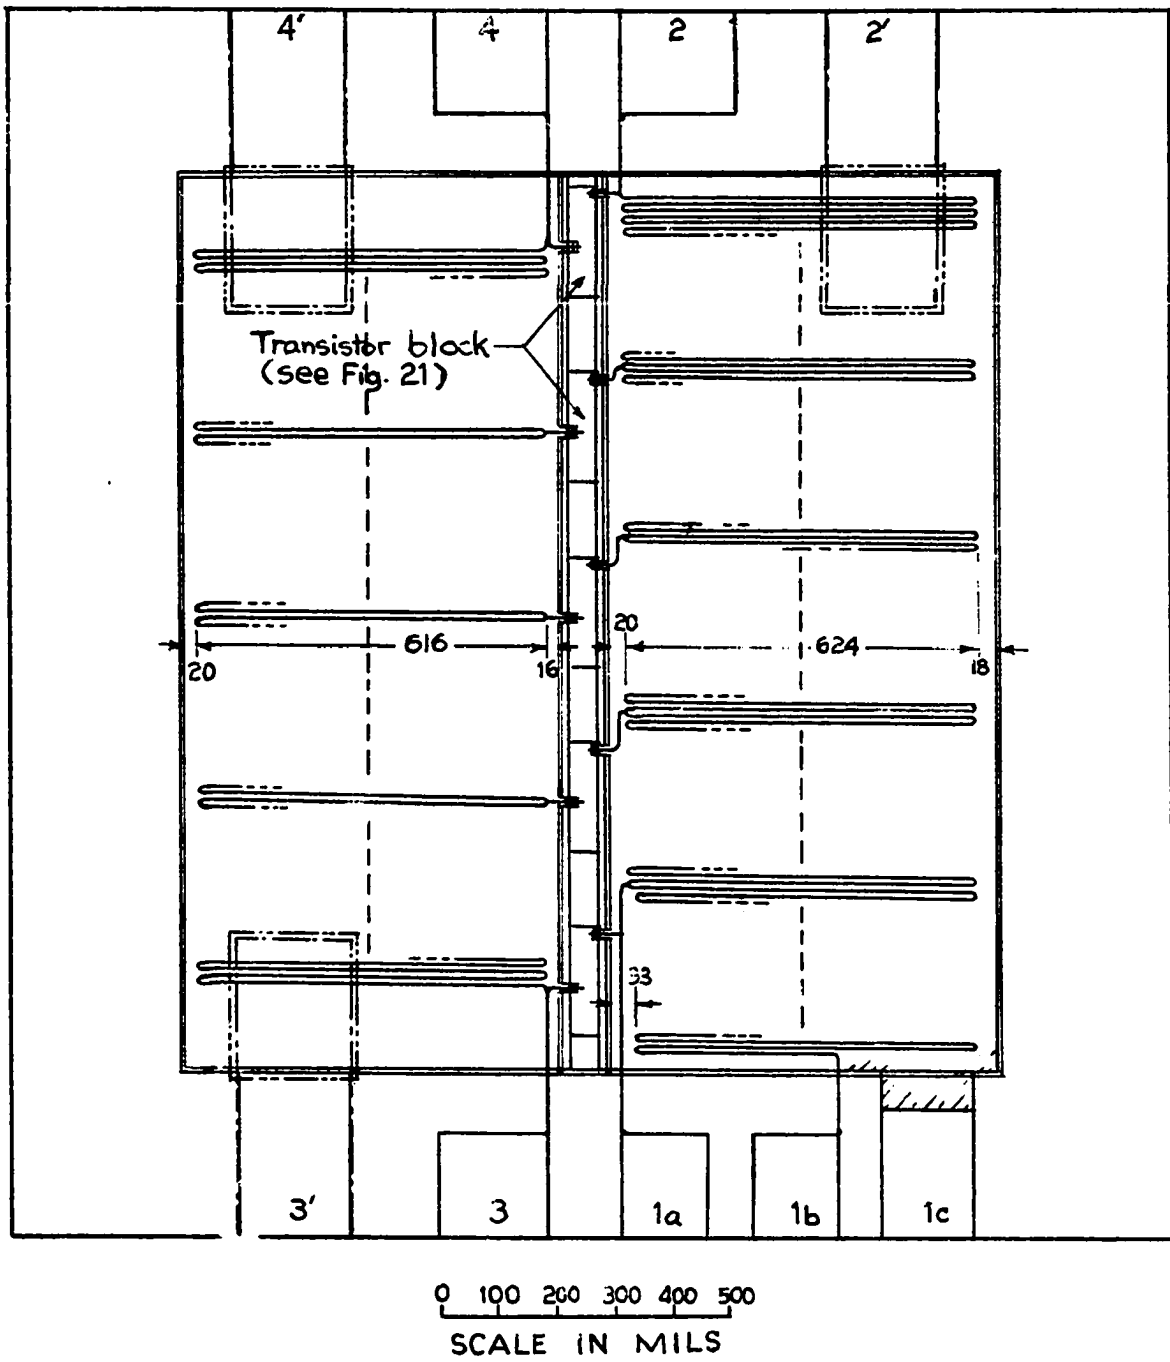 4' 4 2 2'
Transistor block
(see Fig. 21)
20 616 16 20 624 18
33
3' 3 1a 1b 1c
0 100 200 300 400 500
SCALE IN MILS